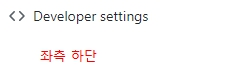 Developer settings
좌측 하단